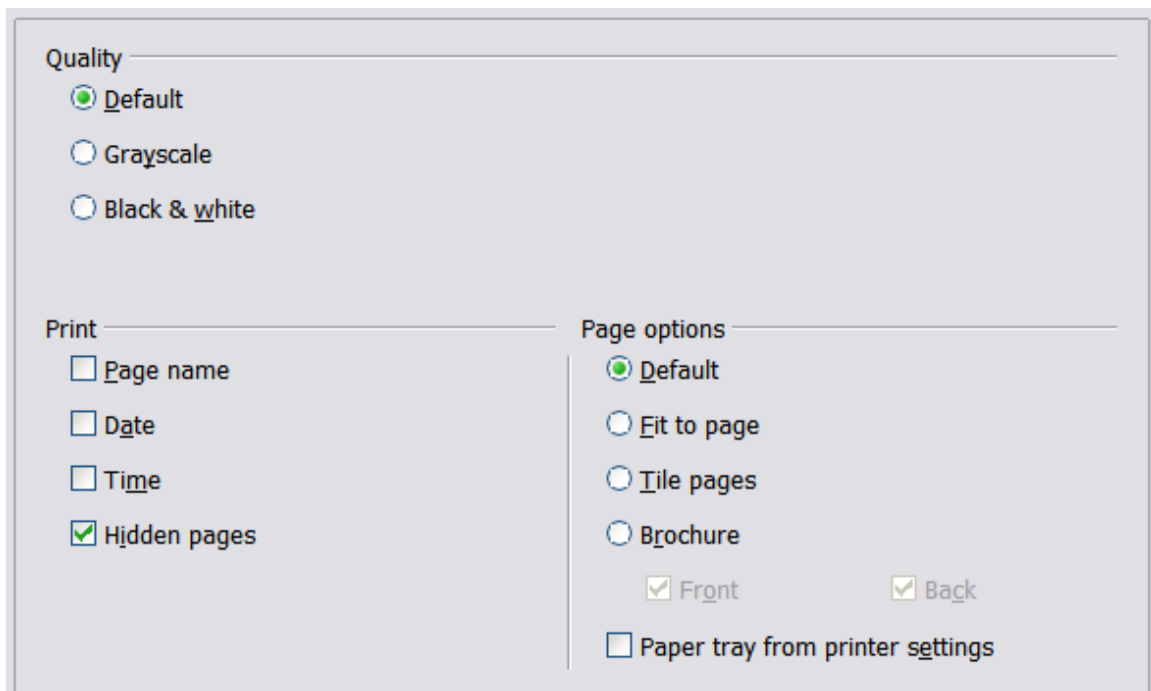 Quality
Default
Grayscale
Black & white
Print
Page name
Date
Time
Hidden pages
Page options
Default
Fit to page
Tile pages
Brochure
Front Back
Paper tray from printer settings